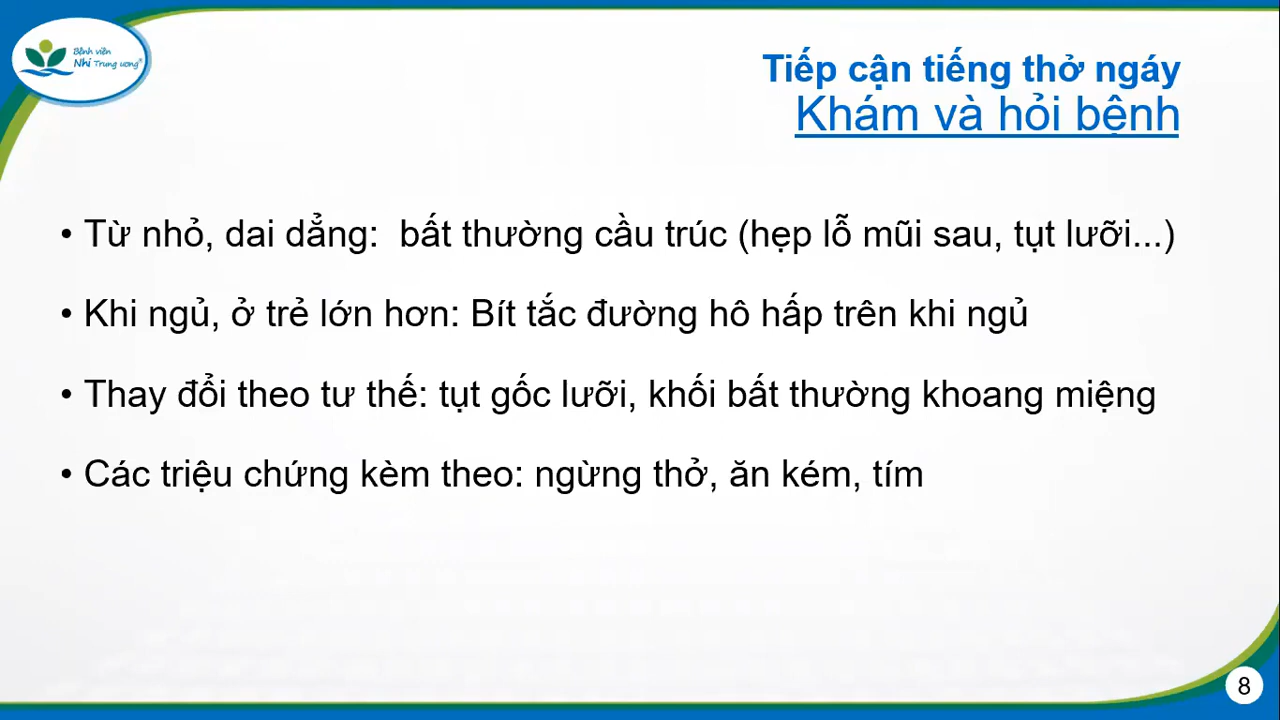 Bệnh viện
Nhi Trung ương®
Tiếp cận tiếng thở ngáy
Khám và hỏi bệnh
• Từ nhỏ, dai dẳng: bất thường cầu trúc (hẹp lỗ mũi sau, tụt lưỡi...)
• Khi ngủ, ở trẻ lớn hơn: Bít tắc đường hô hấp trên khi ngủ
• Thay đổi theo tư thế: tụt gốc lưỡi, khối bất thường khoang miệng
• Các triệu chứng kèm theo: ngừng thở, ăn kém, tím
8